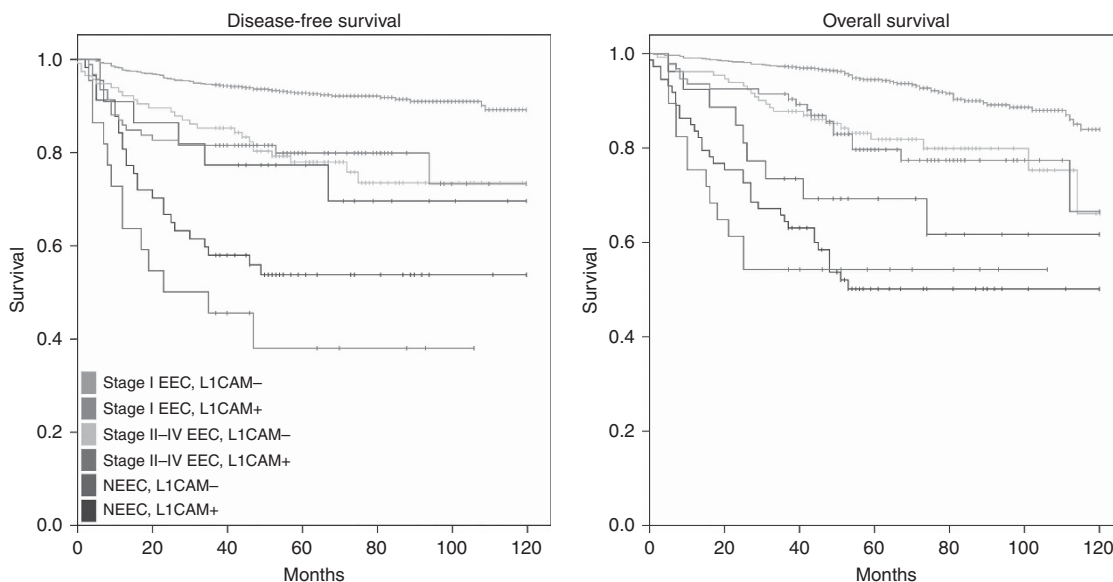 Disease-free survival
Overall survival
1.0
0.8
0.6
0.4
0.2
0.0
Survival
Stage I EEC, L1CAM–
Stage I EEC, L1CAM+
Stage II–IV EEC, L1CAM–
Stage II–IV EEC, L1CAM+
NEEC, L1CAM–
NEEC, L1CAM+
0 20 40 60 80 100 120
Months
1.0
0.8
0.6
0.4
0.2
0.0
Survival
0 20 40 60 80 100 120
Months